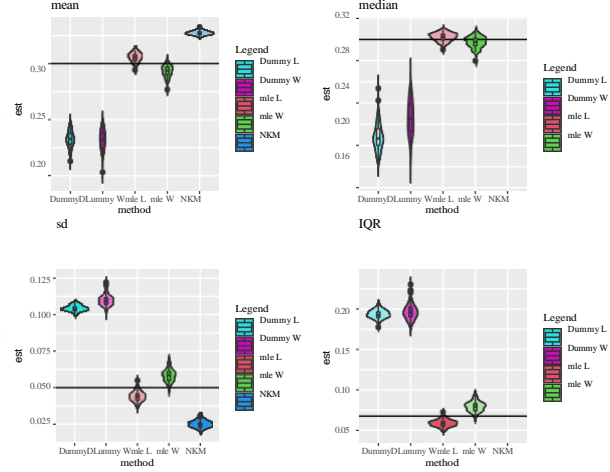 mean
est
0.30
0.25
0.20
DummyDLummy Wmle L mle W NKM
method
Legend
Dummy L
Dummy W
mle L
mle W
NKM
median
est
0.32
0.28
0.24
0.20
0.16
0.12
DummyDLummy Wmle L mle W NKM
method
Legend
Dummy L
Dummy W
mle L
mle W
sd
est
0.125
0.100
0.075
0.050
0.025
DummyDLummy Wmle L mle W NKM
method
Legend
Dummy L
Dummy W
mle L
mle W
NKM
IQR
est
0.20
0.15
0.10
0.05
DummyDLummy Wmle L mle W NKM
method
Legend
Dummy L
Dummy W
mle L
mle W